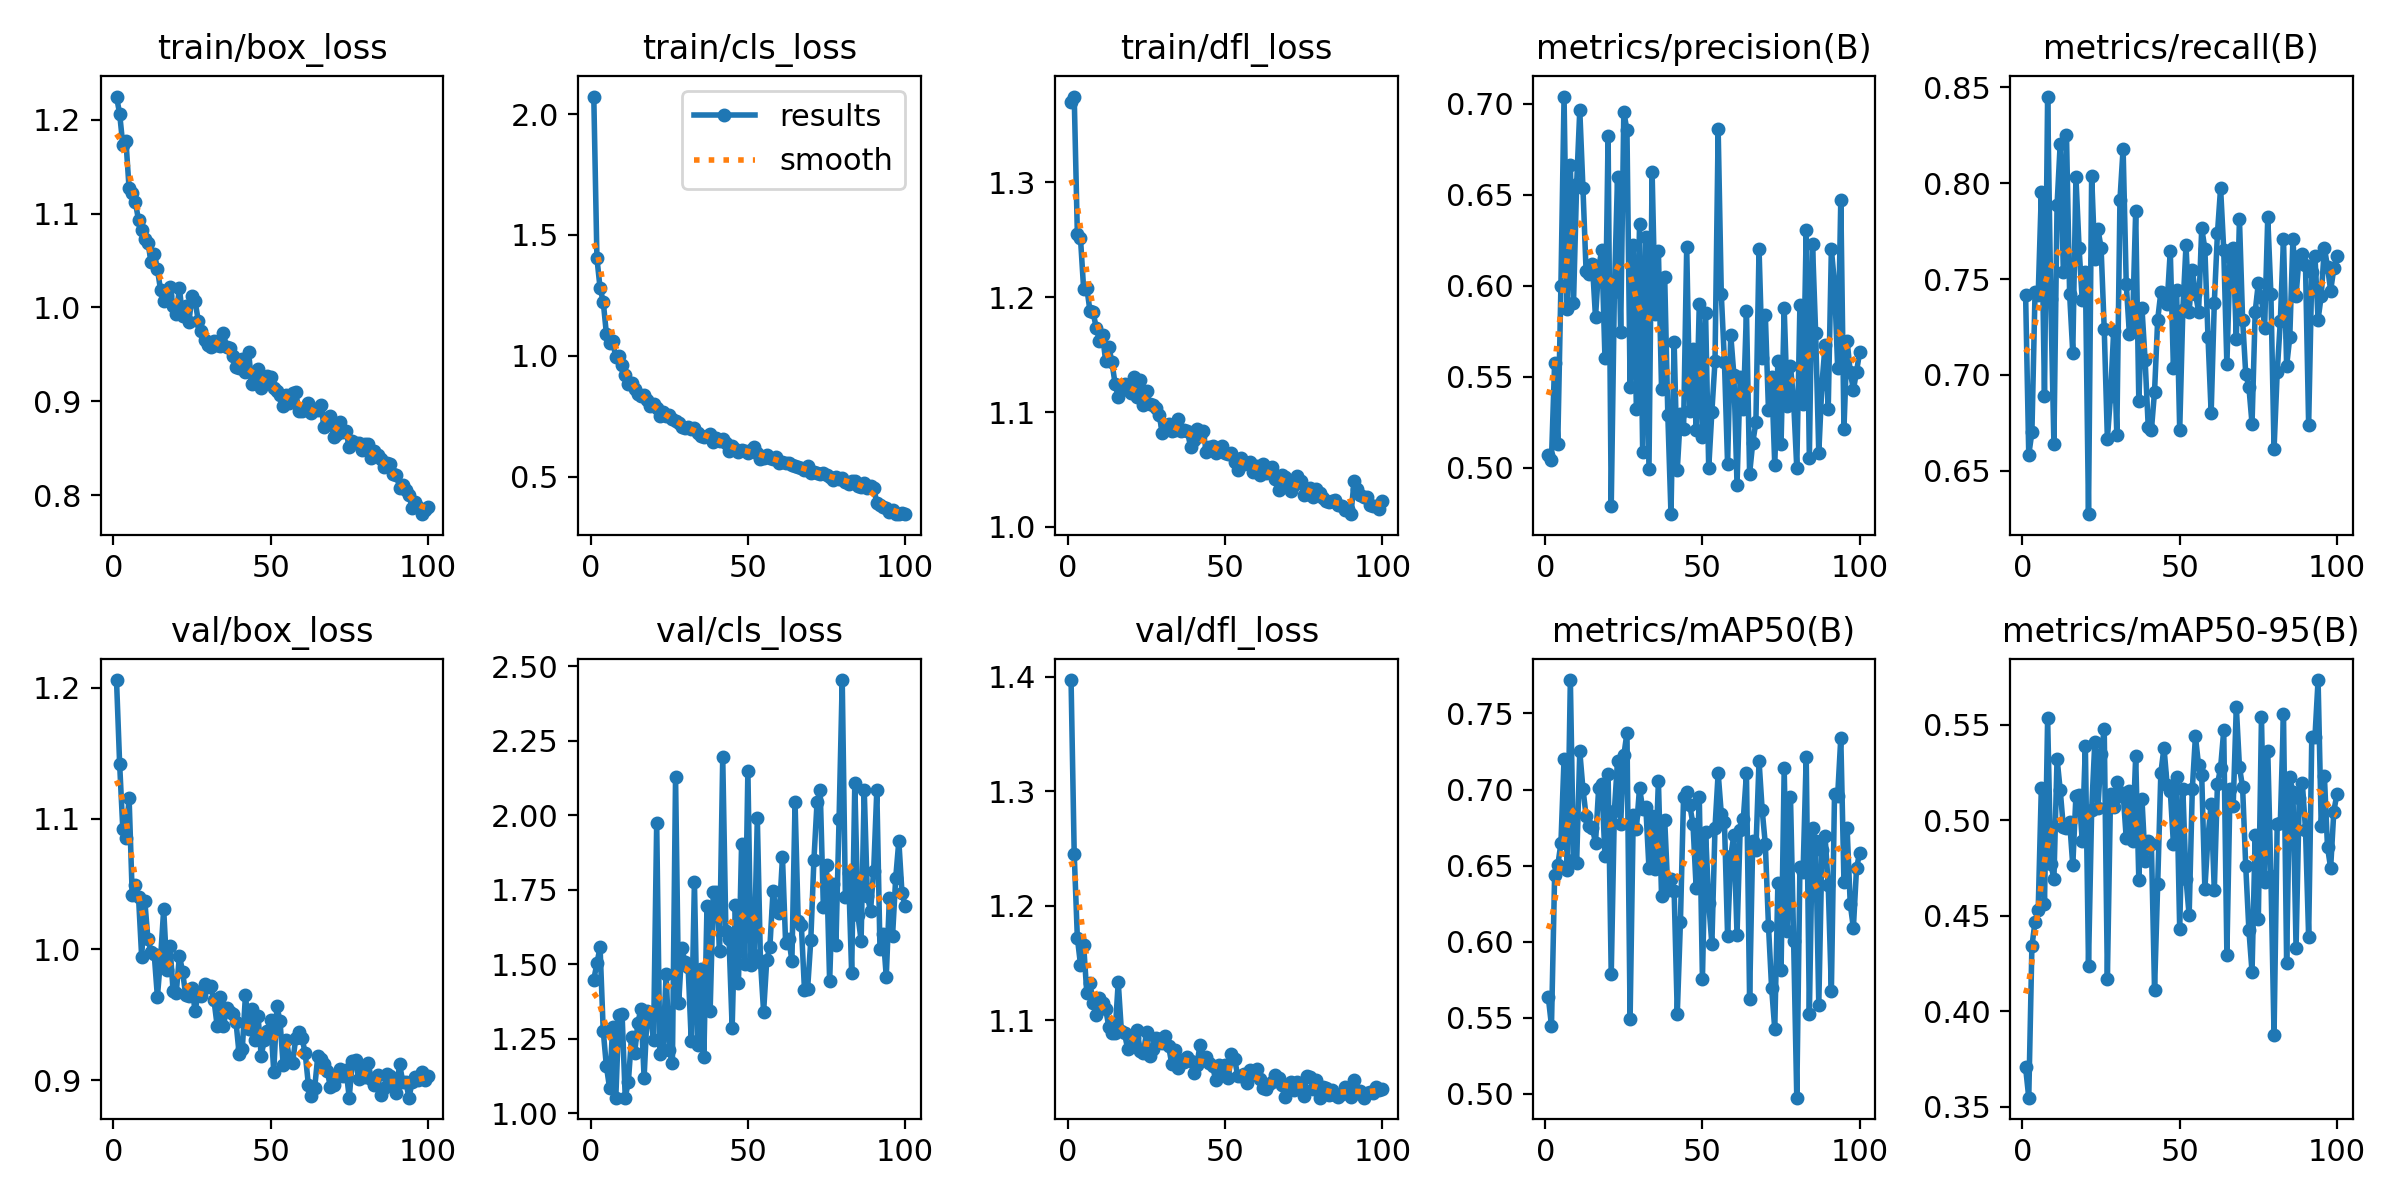 train/box_loss
1.2
1.1
1.0
0.9
0.8
0 50 100
train/cls_loss
results
smooth
2.0
1.5
1.0
0.5
0 50 100
train/dfl_loss
1.3
1.2
1.1
1.0
0 50 100
metrics/precision(B)
0.70
0.65
0.60
0.55
0.50
0 50 100
metrics/recall(B)
0.85
0.80
0.75
0.70
0.65
0 50 100
val/box_loss
1.2
1.1
1.0
0.9
0 50 100
val/cls_loss
2.50
2.25
2.00
1.75
1.50
1.25
1.00
0 50 100
val/dfl_loss
1.4
1.3
1.2
1.1
0 50 100
metrics/mAP50(B)
0.75
0.70
0.65
0.60
0.55
0.50
0 50 100
metrics/mAP50-95(B)
0.55
0.50
0.45
0.40
0.35
0 50 100